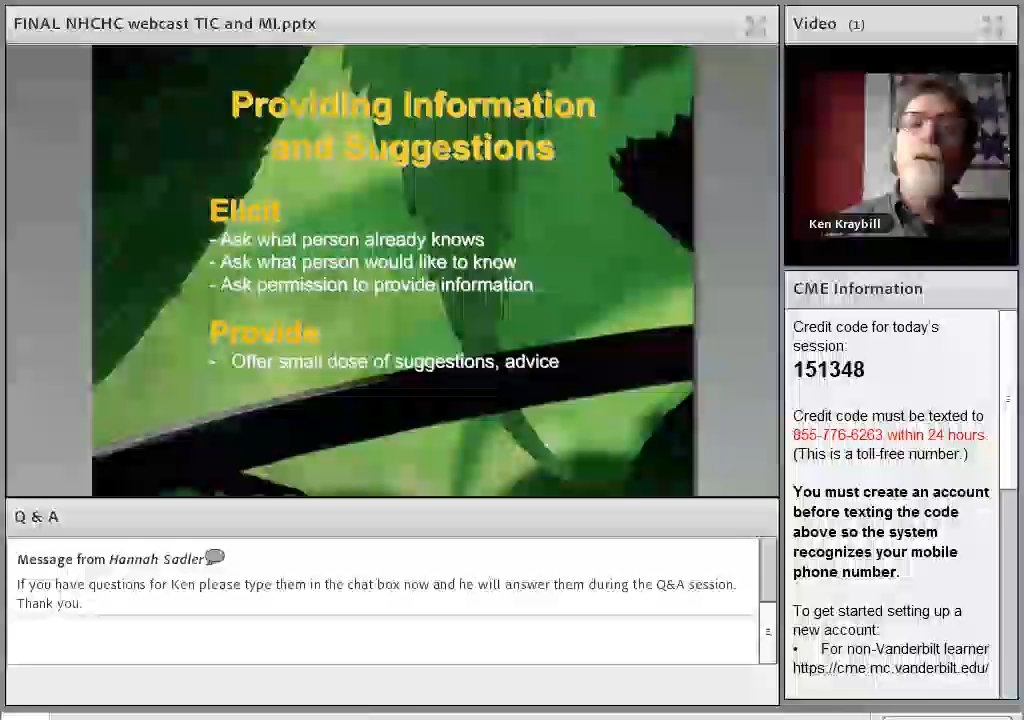 FINAL NHCHC webcast TIC and MI.pptx
Providing Information
and Suggestions
Elicit
- Ask what person already knows
- Ask what person would like to know
- Ask permission to provide information
Provide
- Offer small dose of suggestions, advice
Q & A
Message from Hannah Sadler
If you have questions for Ken please type them in the chat box now and he will answer them during the Q&A session.
Thank you.
Video (1)
Ken Kraybill
CME Information
Credit code for today's
session:
151348
Credit code must be texted to
855-776-6263 within 24 hours.
(This is a toll-free number.)
You must create an account
before texting the code
above so the system
recognizes your mobile
phone number.
To get started setting up a
new account:
• For non-Vanderbilt learner
https://cme.mc.vanderbilt.edu/